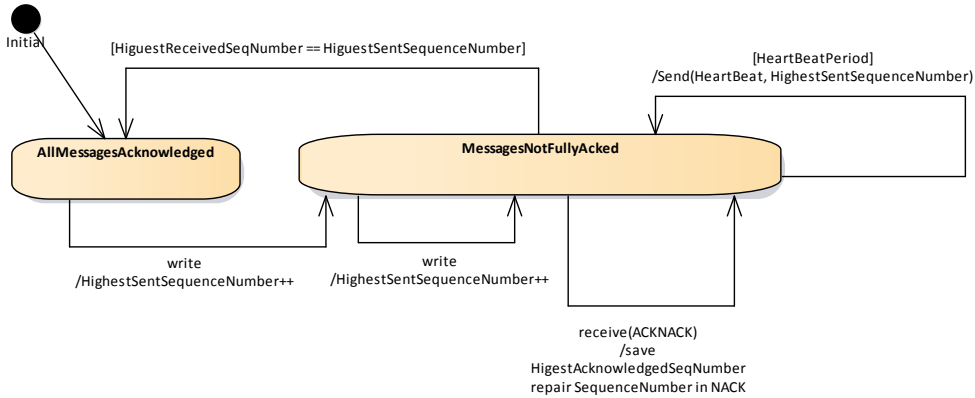 Initial
[HiguestReceivedSeqNumber == HiguestSentSequenceNumber]
[HeartBeatPeriod]
/Send(HeartBeat, HighestSentSequenceNumber)
AllMessagesAcknowledged
MessagesNotFullyAcked
write
/HighestSentSequenceNumber++
write
/HighestSentSequenceNumber++
receive(ACKNACK)
/save
HigestAcknowledgedSeqNumber
repair SequenceNumber in NACK